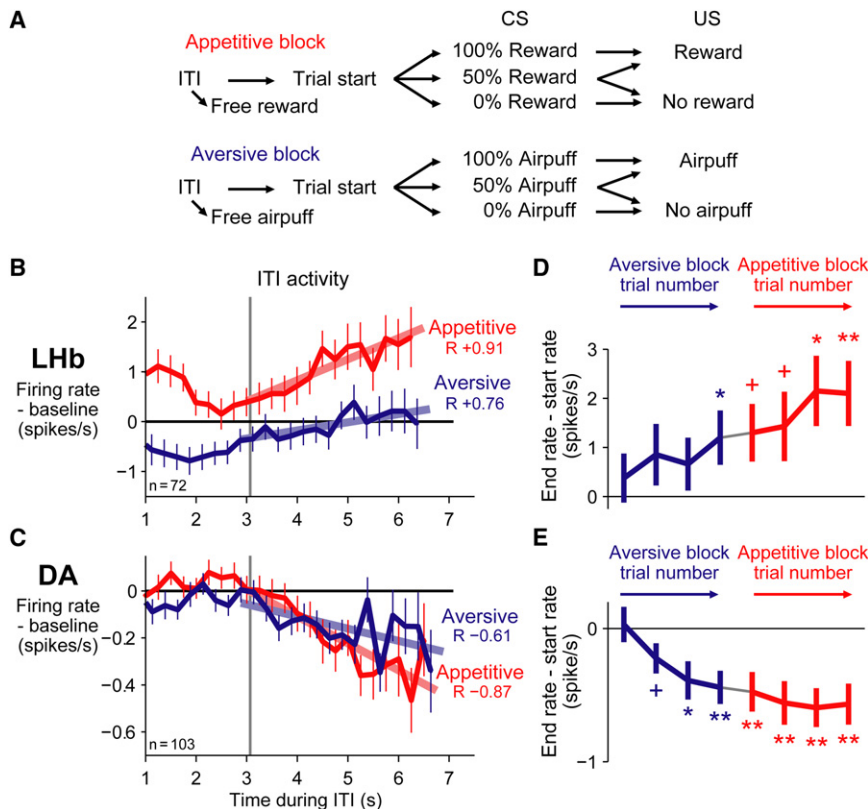 A
CS
US
Appetitive block
ITI
Trial start
Free reward
100% Reward
50% Reward
0% Reward
Reward
No reward
Aversive block
ITI
Trial start
Free airpuff
100% Airpuff
50% Airpuff
0% Airpuff
Airpuff
No airpuff
B
ITI activity
LHb
Firing rate
- baseline
(spikes/s)
2
1
0
−1
Appetitive
R +0.91
Aversive
R +0.76
n = 72
1 2 3 4 5 6 7
C
DA
Firing rate
- baseline
(spikes/s)
0
−0.2
−0.4
−0.6
Aversive
R −0.61
Appetitive
R −0.87
n = 103
1 2 3 4 5 6 7
Time during ITI (s)
D
Aversive block
trial number
Appetitive block
trial number
End rate - start rate
(spikes/s)
3
2
1
0
* + + * **
E
Aversive block
trial number
Appetitive block
trial number
End rate - start rate
(spike/s)
0
−1
+ * ** ** ** ** **